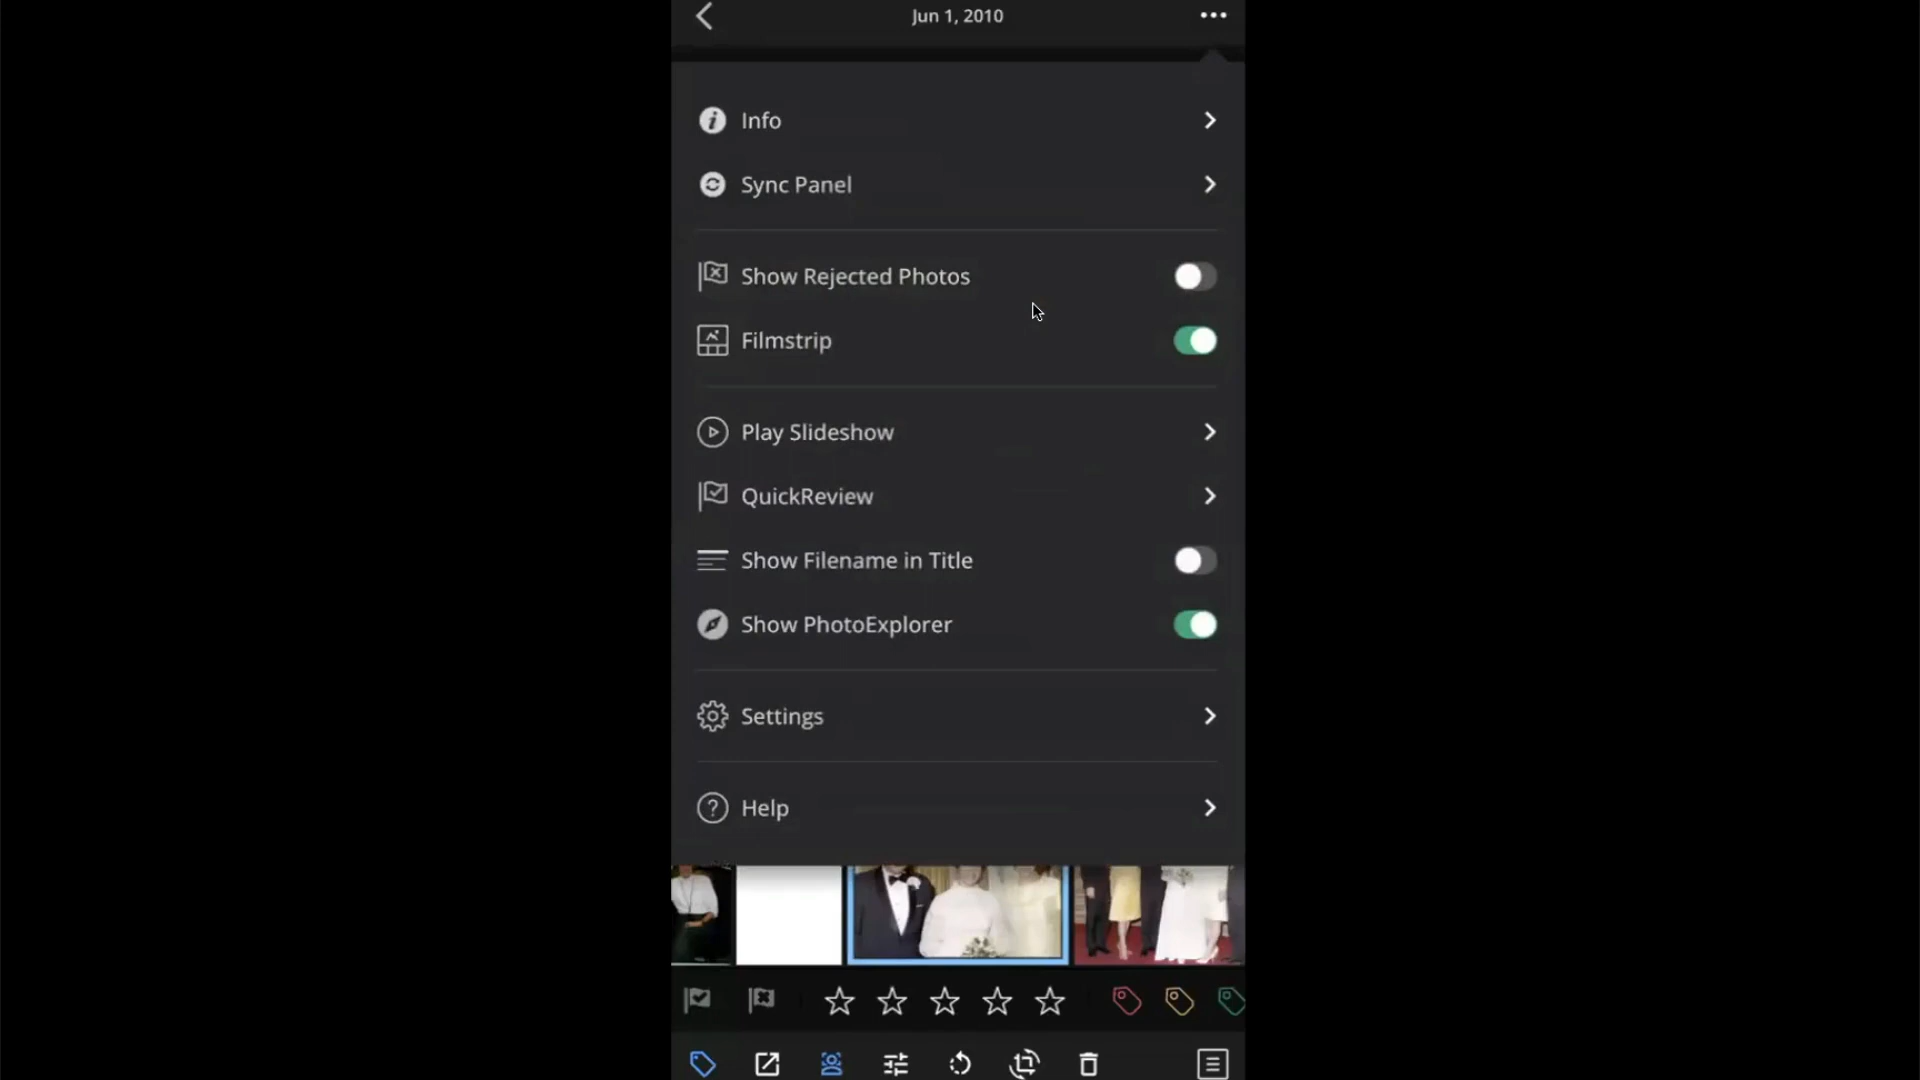 Jun 1, 2010
Info
Sync Panel
Show Rejected Photos
Filmstrip
Play Slideshow
QuickReview
Show Filename in Title
Show PhotoExplorer
Settings
Help